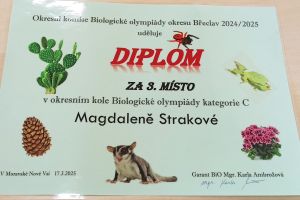 Okresní komise Biologické olympiády okresu Břeclav 2024/2025
uděluje
DIPLOM
ZA 3. MÍSTO
v okresním kole Biologické olympiády kategorie C
Magdaleně Strakové
V Moravské Nové Vsi 17.3.2025
Garant BiO Mgr. Karla Ambrožová